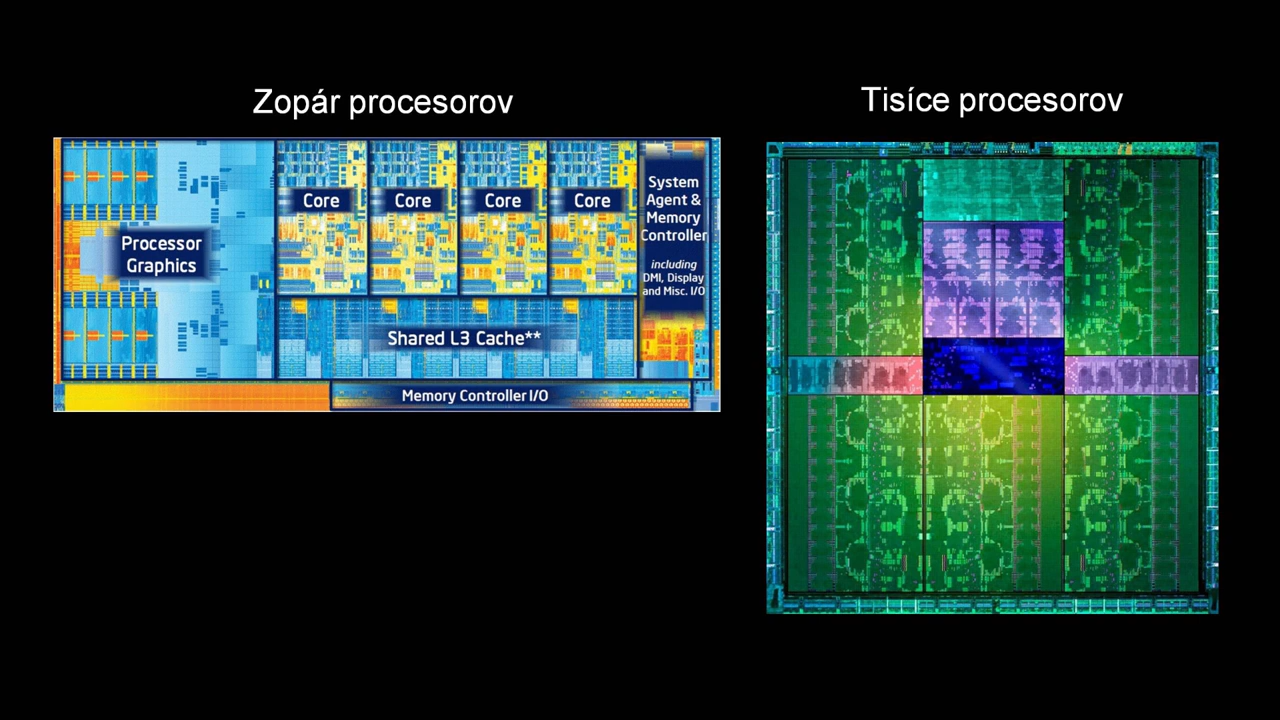 Zopár procesorov
Tisíce procesorov
Processor
Graphics
Core
Core
Core
Core
System
Agent &
Memory
Controller
including
DMI, Display
and Misc. I/O
Shared L3 Cache**
Memory Controller I/O